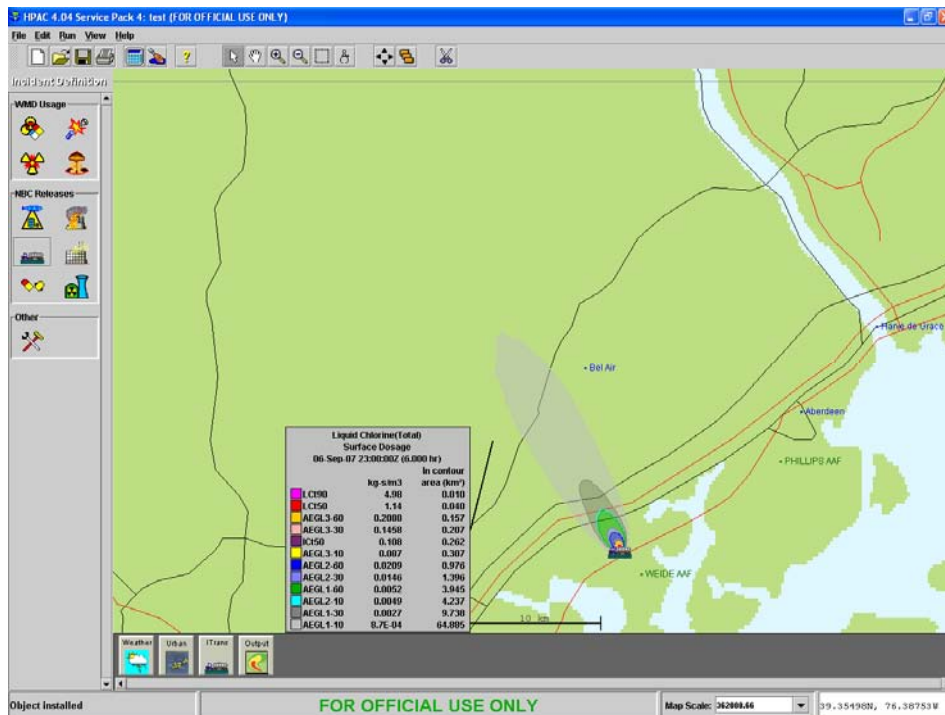 HPAC 4.04 Service Pack 4: test (FOR OFFICIAL USE ONLY)
File Edit Run View Help
Incident Definition
WMD Usage
NBC Releases
Other
Bel Air
Havre de Grace
Aberdeen
PHILLIPS AAF
WEIDE AAF
10 km
Liquid Chlorine(Total)
Surface Dosage
06-Sep-07 23:00:00Z (6.000 hr)
In contour
kg-s/m3 area (km²)
LCt90 4.98 0.010
LCt50 1.14 0.040
AEGL3-60 0.2000 0.157
AEGL3-30 0.1458 0.207
ICt50 0.108 0.262
AEGL3-10 0.087 0.307
AEGL2-60 0.0209 0.976
AEGL2-30 0.0146 1.396
AEGL1-60 0.0052 3.945
AEGL2-10 0.0049 4.237
AEGL1-30 0.0027 9.738
AEGL1-10 8.7E-04 64.885
Weather Urban ITrans Output
Object Installed
FOR OFFICIAL USE ONLY
Map Scale: 362000.66
39.35498N, 76.38753W